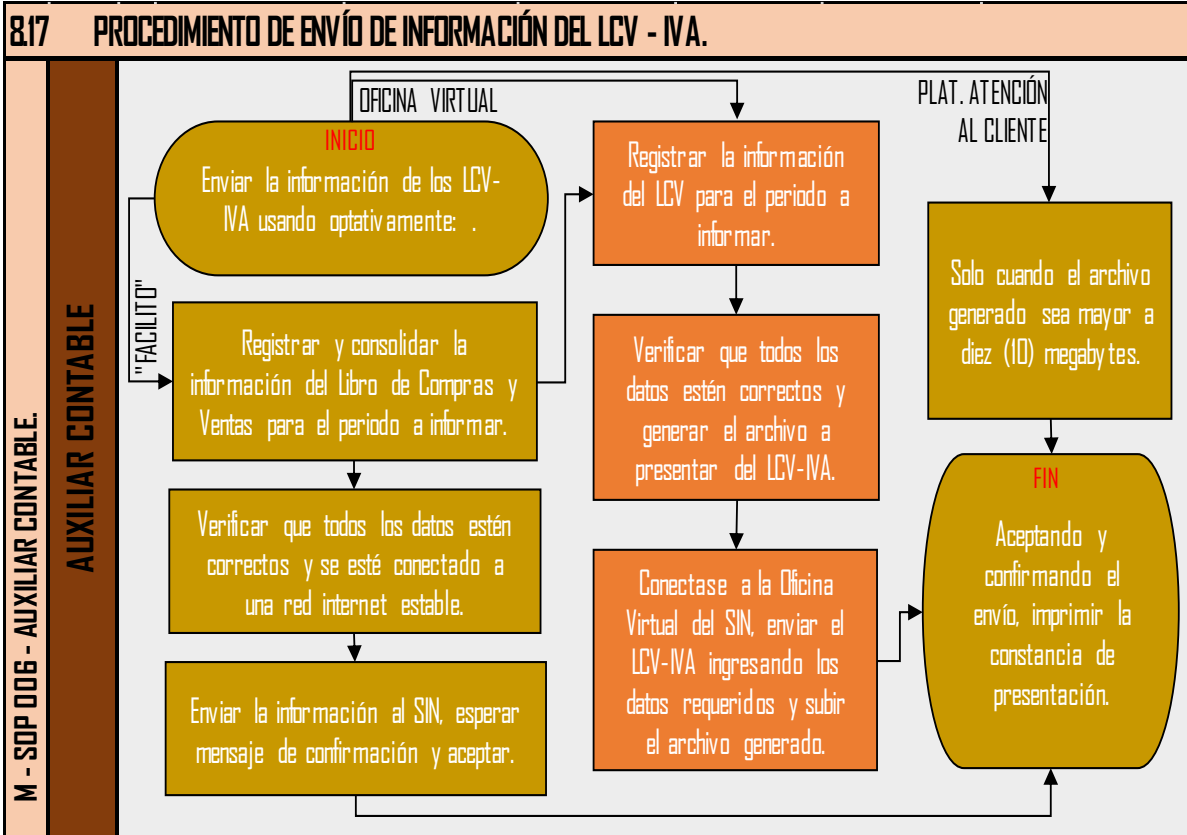 8.17 PROCEDIMIENTO DE ENVÍO DE INFORMACIÓN DEL LCV - IVA.
M - SOP 006 - AUXILIAR CONTABLE.
AUXILIAR CONTABLE
OFICINA VIRTUAL
PLAT. ATENCIÓN
AL CLIENTE
"FACILITO"
INICIO
Enviar la información de los LCV-
IVA usando optativamente: .
Registrar y consolidar la
información del Libro de Compras y
Ventas para el periodo a informar.
Verificar que todos los datos estén
correctos y se esté conectado a
una red internet estable.
Enviar la información al SIN, esperar
mensaje de confirmación y aceptar.
Registrar la información
del LCV para el periodo a
informar.
Verificar que todos los
datos estén correctos y
generar el archivo a
presentar del LCV-IVA.
Conectase a la Oficina
Virtual del SIN, enviar el
LCV-IVA ingresando los
datos requeridos y subir
el archivo generado.
Solo cuando el archivo
generado sea mayor a
diez (10) megabytes.
FIN
Aceptando y
confirmando el
envío, imprimir la
constancia de
presentación.